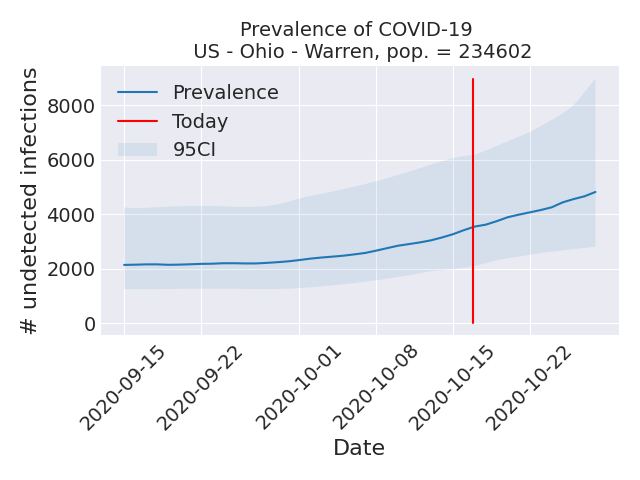 Prevalence of COVID-19
US - Ohio - Warren, pop. = 234602
# undetected infections
8000
6000
4000
2000
0
Prevalence
Today
95CI
2020-09-15
2020-09-22
2020-10-01
2020-10-08
2020-10-15
2020-10-22
Date